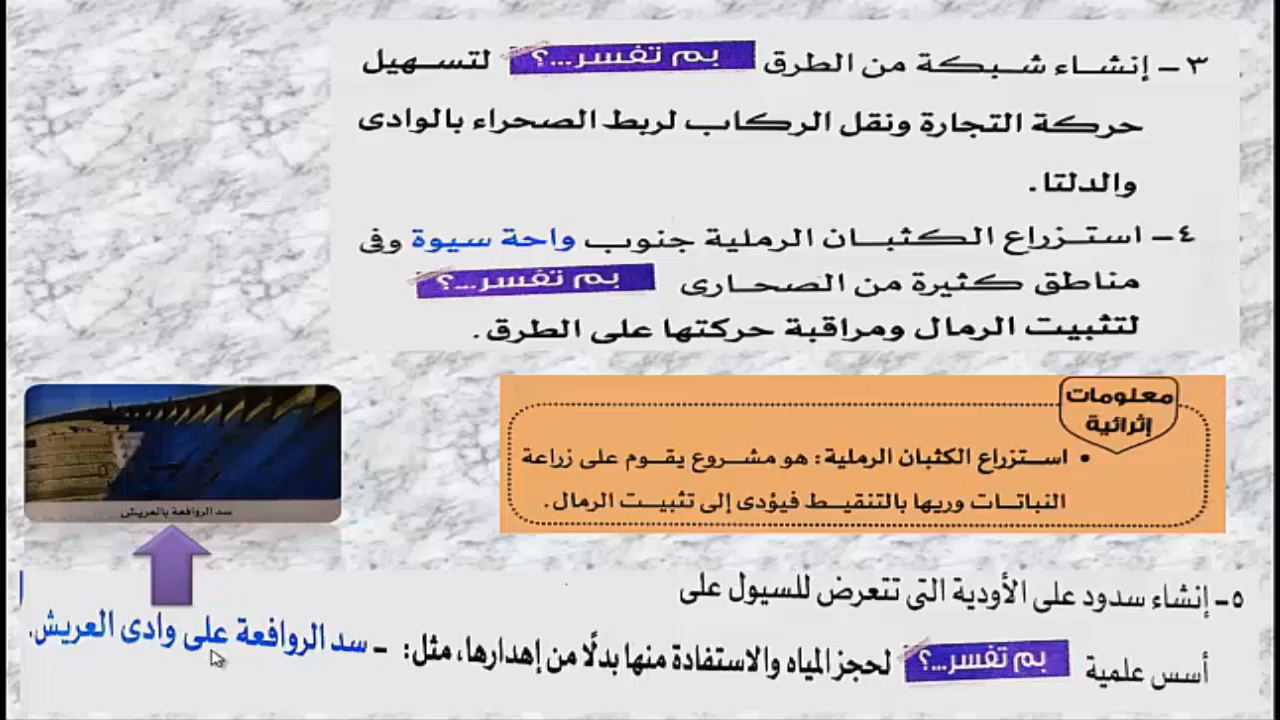 ٣- إنشاء شبكة من الطرق بم تفسر...؟ لتسهيل
حركة التجارة ونقل الركاب لربط الصحراء بالوادى
والدلتا.
٤- استزراع الكثبان الرملية جنوب واحة سيوة وفى
مناطق كثيرة من الصحارى بم تفسر...؟
لتثبيت الرمال ومراقبة حركتها على الطرق.
معلومات
إثرائية
• استزراع الكثبان الرملية: هو مشروع يقوم على زراعة
النباتات وريها بالتنقيط فيؤدى إلى تثبيت الرمال.
سد الروافعة بالعريش
٥- إنشاء سدود على الأودية التى تتعرض للسيول على
أسس علمية بم تفسر...؟ لحجز المياه والاستفادة منها بدلًا من إهدارها، مثل: - سد الروافعة على وادى العريش.